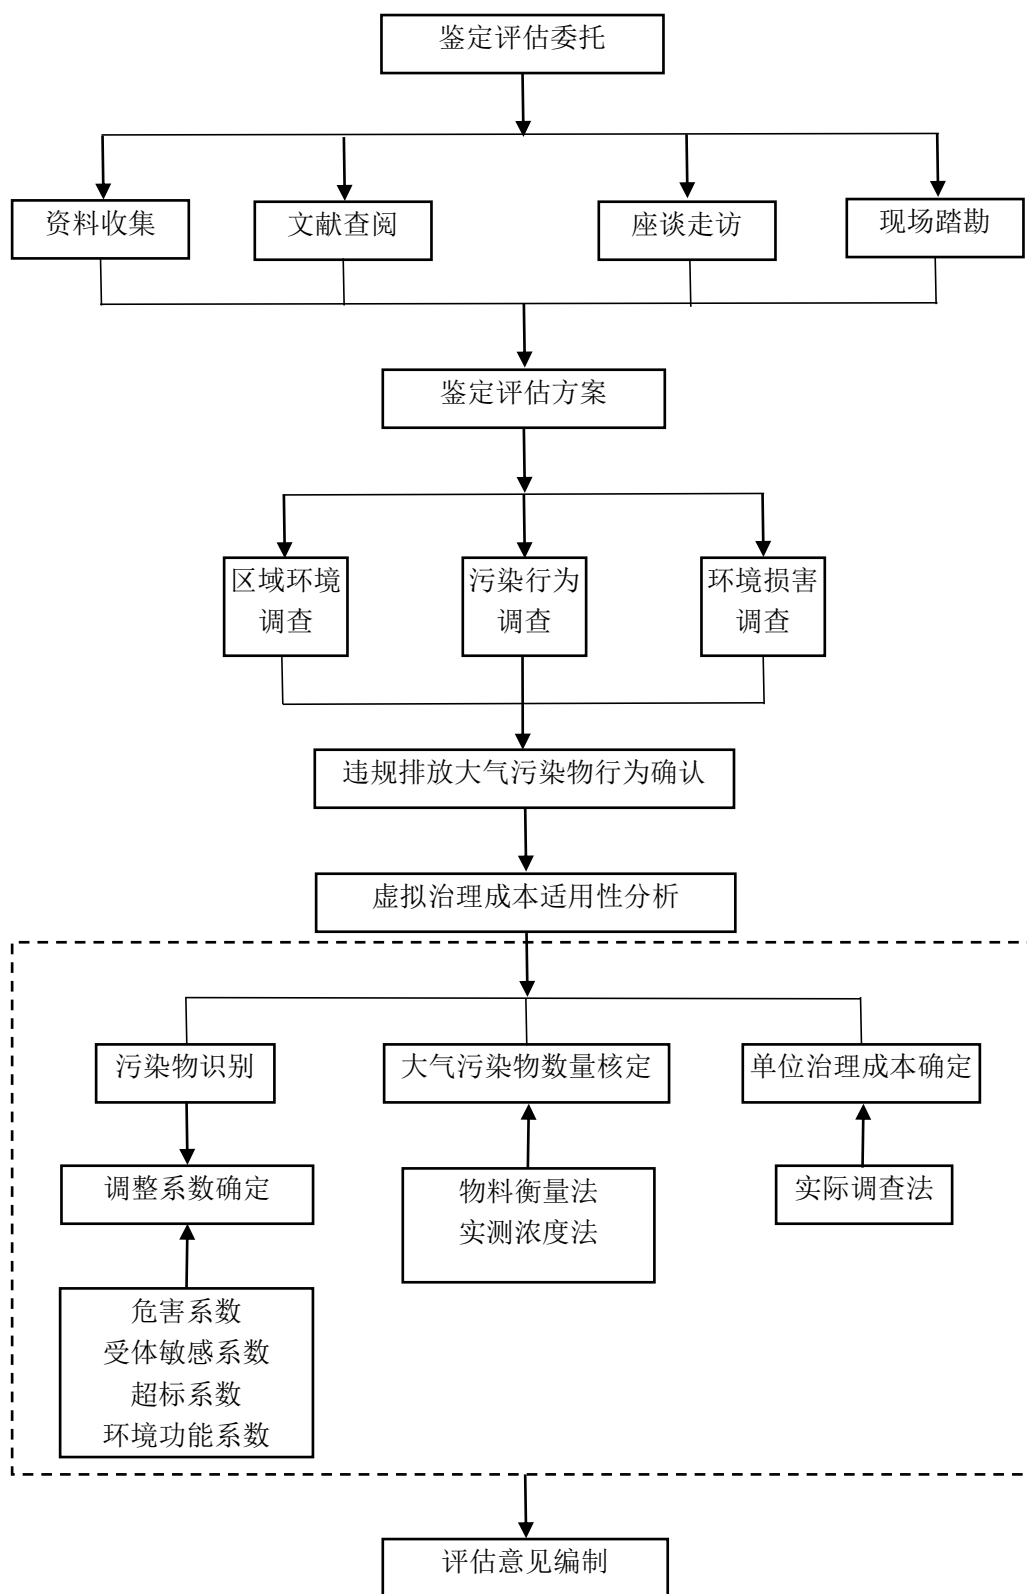 鉴定评估委托
资料收集
文献查阅
座谈走访
现场踏勘
鉴定评估方案
区域环境
调查
污染行为
调查
环境损害
调查
违规排放大气污染物行为确认
虚拟治理成本适用性分析
污染物识别
大气污染物数量核定
单位治理成本确定
调整系数确定
物料衡量法
实测浓度法
实际调查法
危害系数
受体敏感系数
超标系数
环境功能系数
评估意见编制